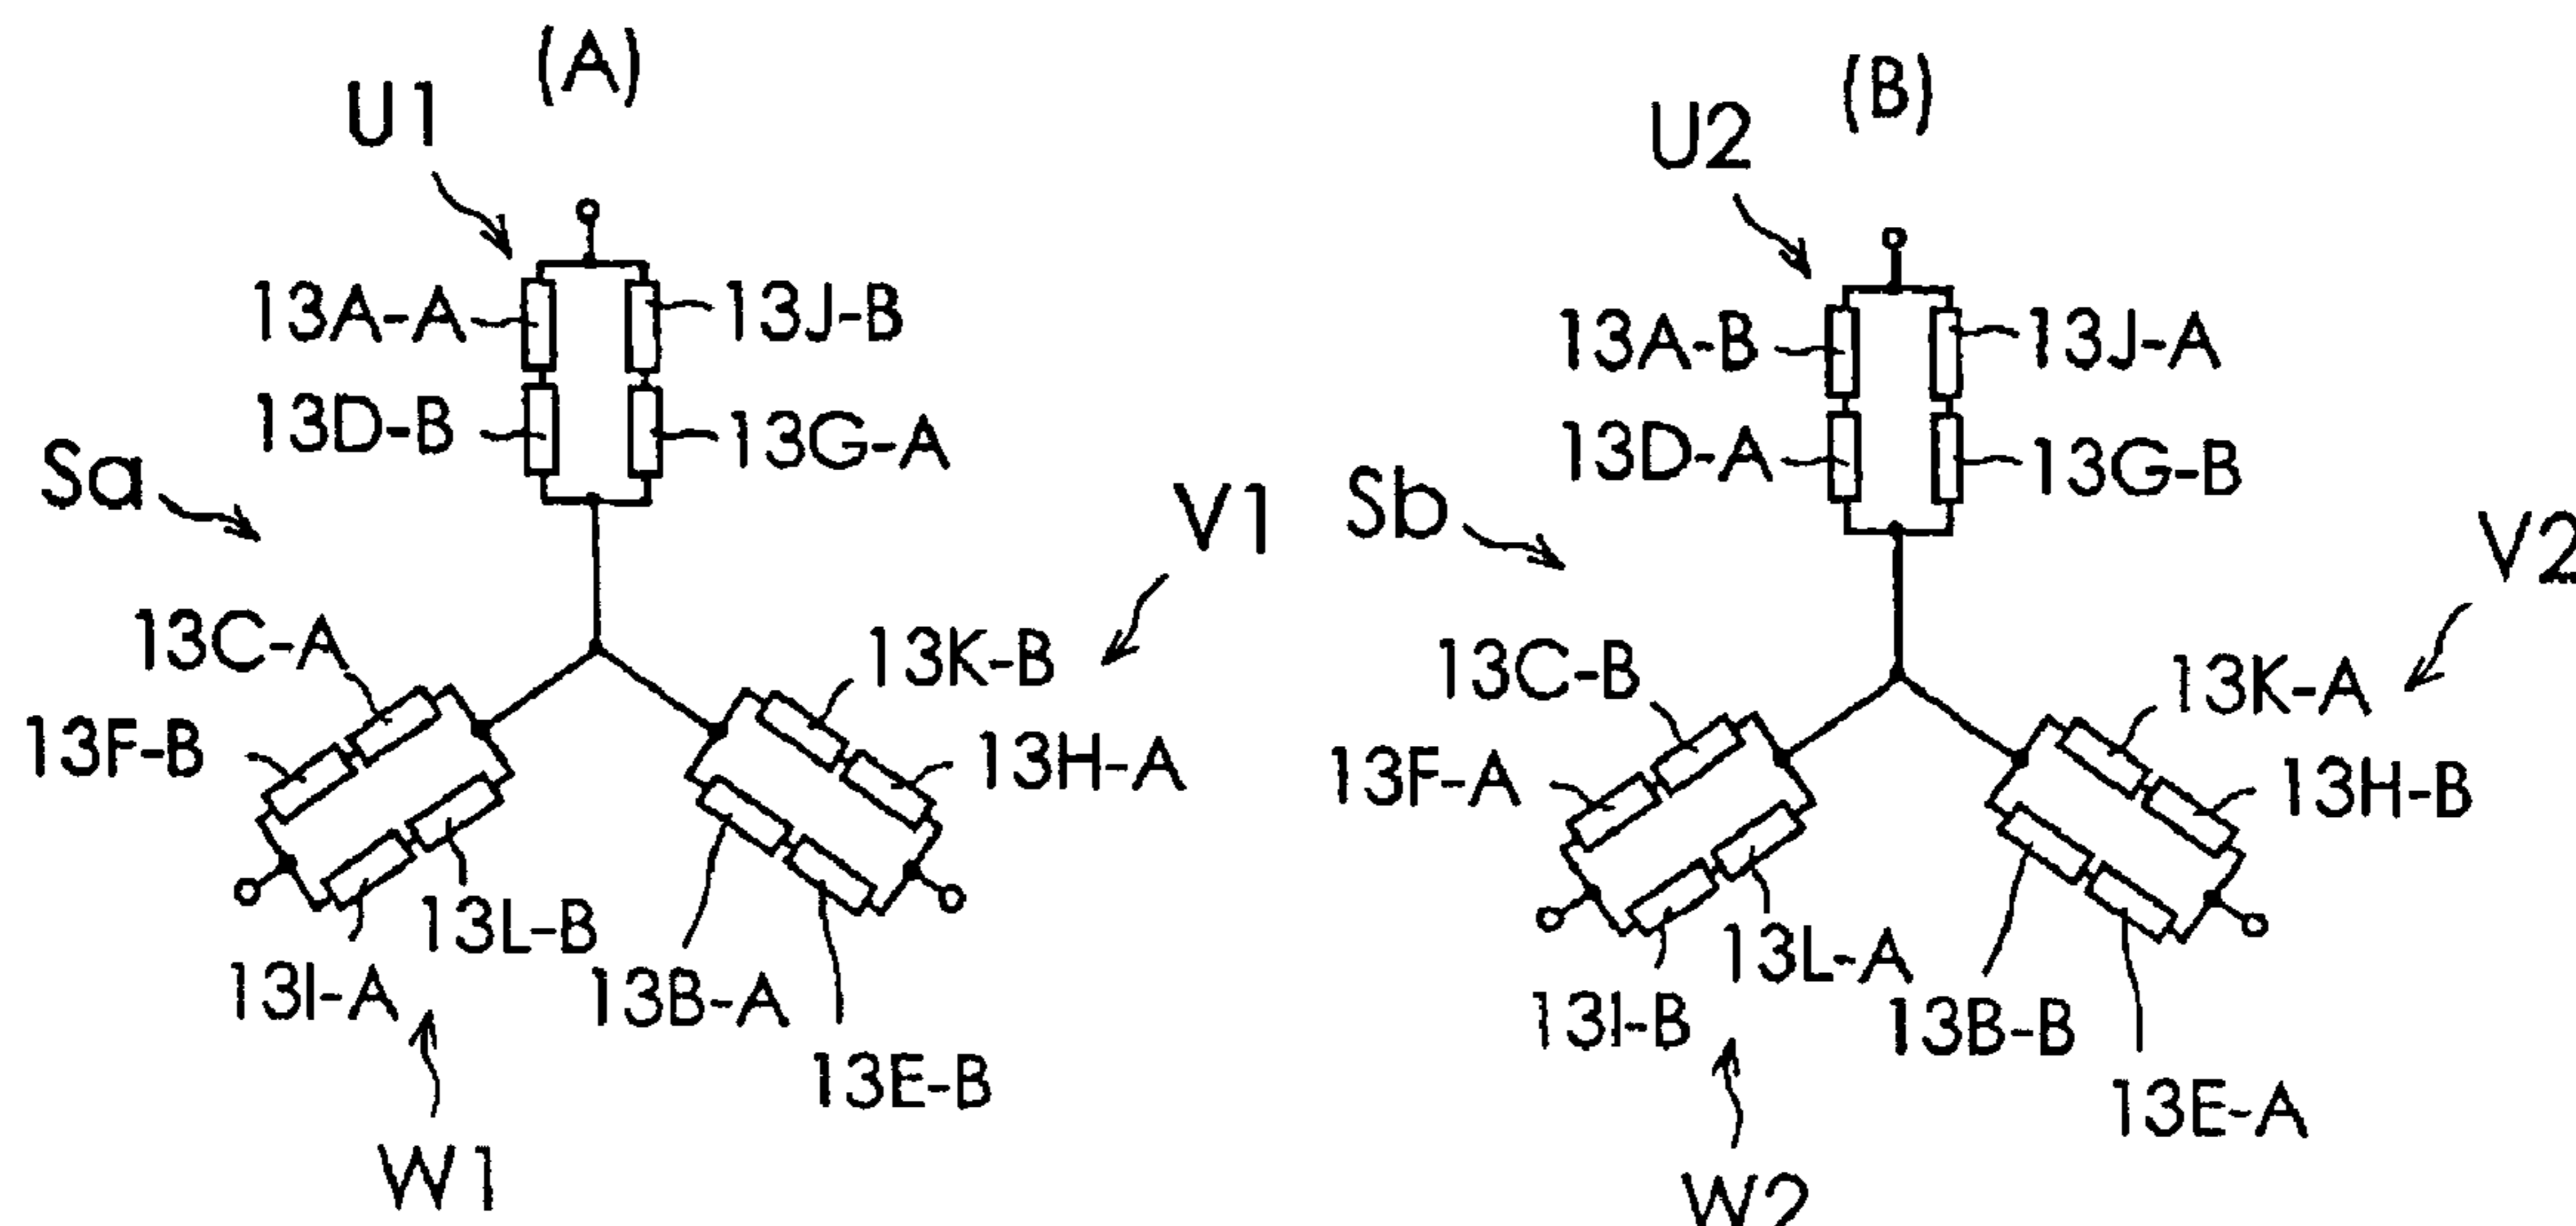 (A)
U1
13A-A
13J-B
13D-B
13G-A
Sa
V1
13C-A
13K-B
13F-B
13H-A
13L-B
13I-A
13B-A
13E-B
W1
(B)
U2
13A-B
13J-A
13D-A
13G-B
Sb
V2
13C-B
13K-A
13F-A
13H-B
13L-A
13I-B
13B-B
13E-A
W2